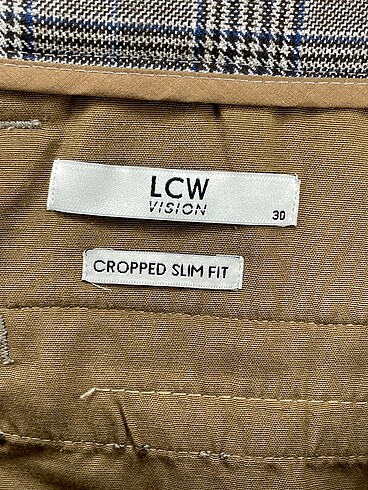 LCW
VISION
30
CROPPED SLIM FIT